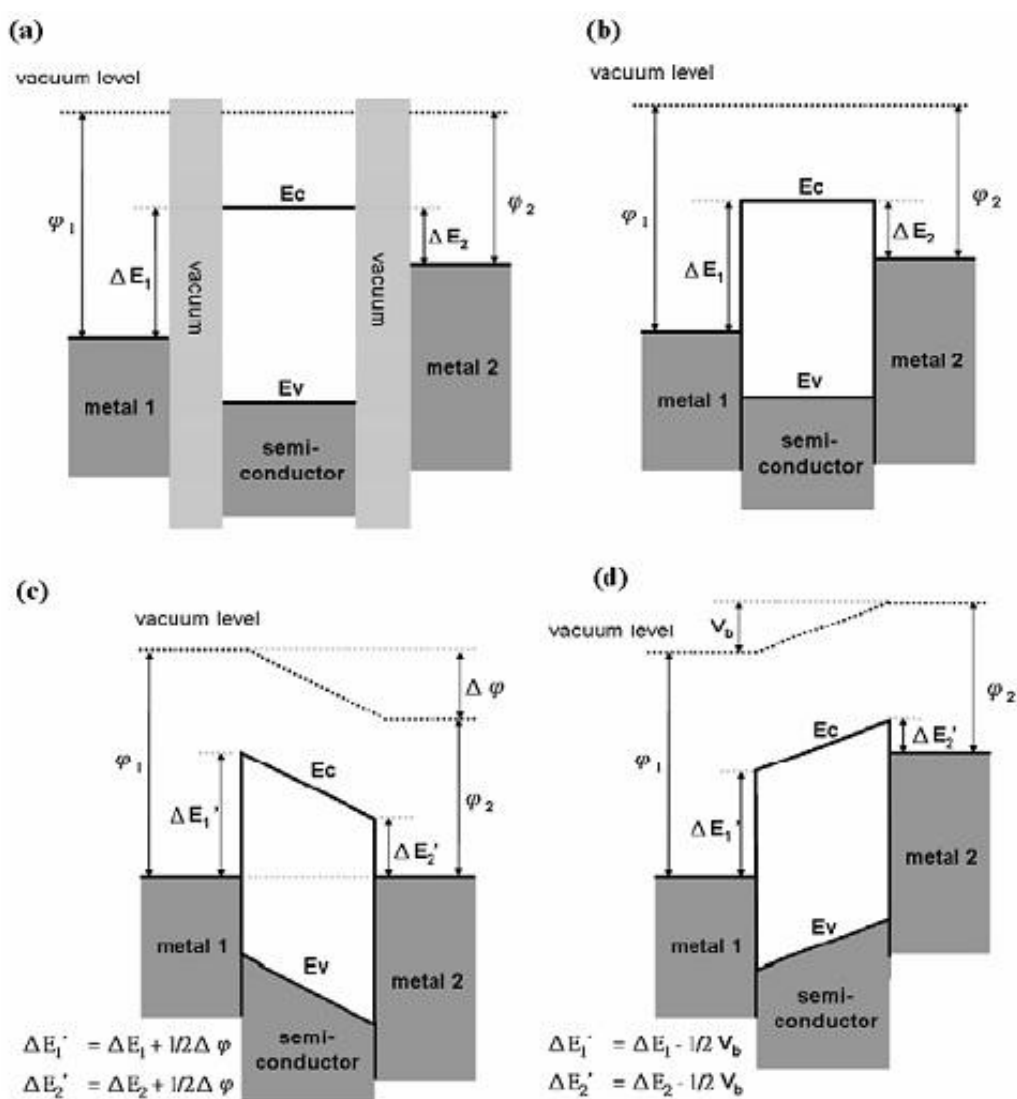 (a)
vacuum level
φ1
ΔE1
Ec
φ2
ΔE2
vacuum
vacuum
metal 1
Ev
metal 2
semi-
conductor
(b)
vacuum level
φ1
ΔE1
Ec
φ2
ΔE2
metal 1
Ev
metal 2
semi-
conductor
(c)
vacuum level
Δφ
φ1
ΔE1'
Ec
φ2
ΔE2'
metal 1
Ev
metal 2
semi-
conductor
ΔE1' = ΔE1 + 1/2Δ φ
ΔE2' = ΔE2 + 1/2Δ φ
(d)
vacuum level
Vb
φ2
Ec
ΔE2'
φ1
ΔE1'
metal 2
Ev
metal 1
semi-
conductor
ΔE1' = ΔE1 - 1/2 Vb
ΔE2' = ΔE2 - 1/2 Vb